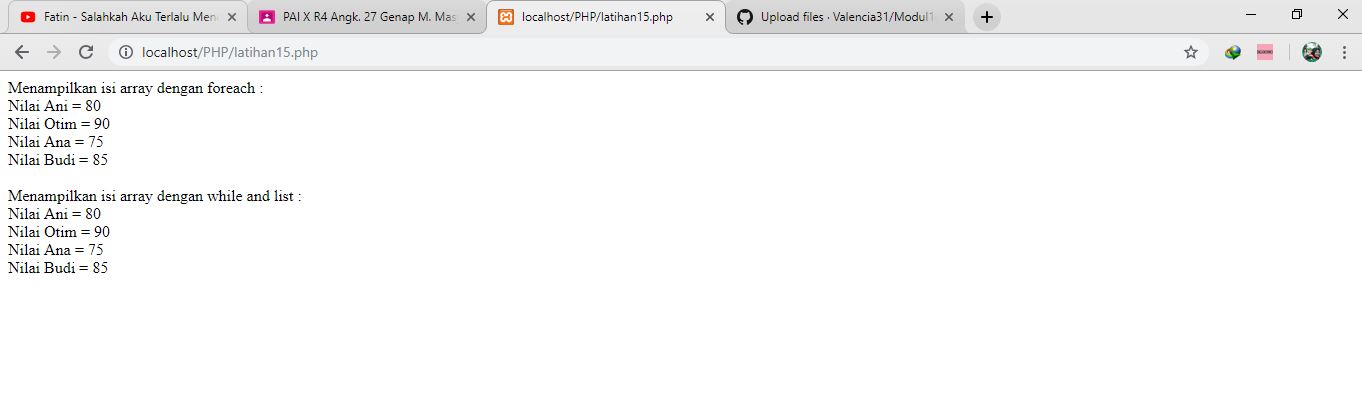 Fatin - Salahkah Aku Terlalu Men
PAI X R4 Angk. 27 Genap M. Mas
localhost/PHP/latihan15.php
Upload files · Valencia31/Modul1
localhost/PHP/latihan15.php
Menampilkan isi array dengan foreach :
Nilai Ani = 80
Nilai Otim = 90
Nilai Ana = 75
Nilai Budi = 85
Menampilkan isi array dengan while and list :
Nilai Ani = 80
Nilai Otim = 90
Nilai Ana = 75
Nilai Budi = 85